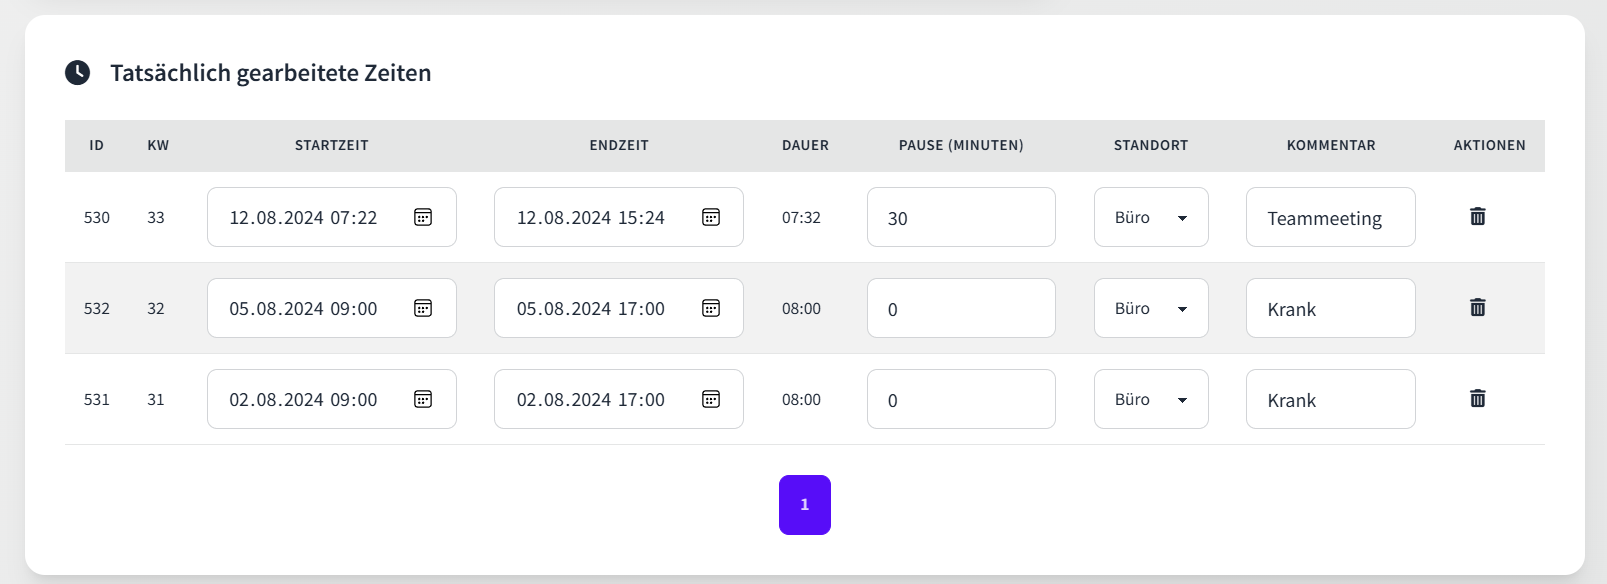 Tatsächlich gearbeitete Zeiten
ID KW STARTZEIT ENDZEIT DAUER PAUSE (MINUTEN) STANDORT KOMMENTAR AKTIONEN
530 33 12.08.2024 07:22 12.08.2024 15:24 07:32 30 Büro Teammeeting
532 32 05.08.2024 09:00 05.08.2024 17:00 08:00 0 Büro Krank
531 31 02.08.2024 09:00 02.08.2024 17:00 08:00 0 Büro Krank
1